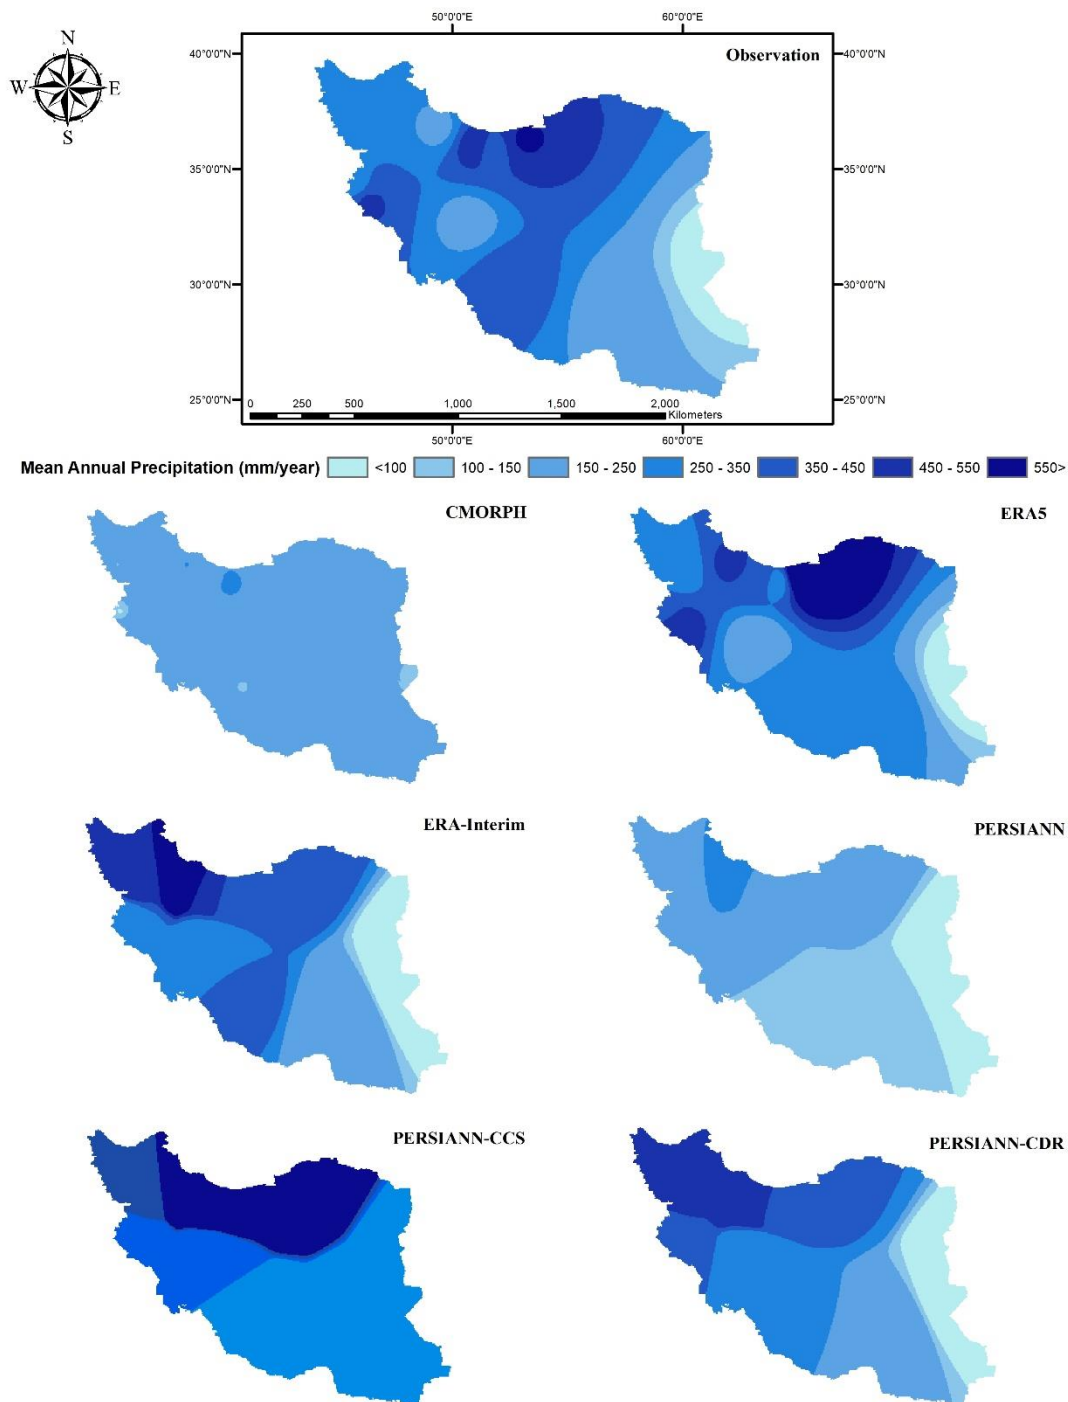 50°0'0"E 60°0'0"E
N
W E
S
Observation
40°0'0"N 40°0'0"N
35°0'0"N 35°0'0"N
30°0'0"N 30°0'0"N
25°0'0"N 25°0'0"N
0 250 500 1,000 1,500 2,000
Kilometers
50°0'0"E 60°0'0"E
Mean Annual Precipitation (mm/year) <100 100 - 150 150 - 250 250 - 350 350 - 450 450 - 550 550>
CMORPH ERA5
ERA-Interim PERSIANN
PERSIANN-CCS PERSIANN-CDR